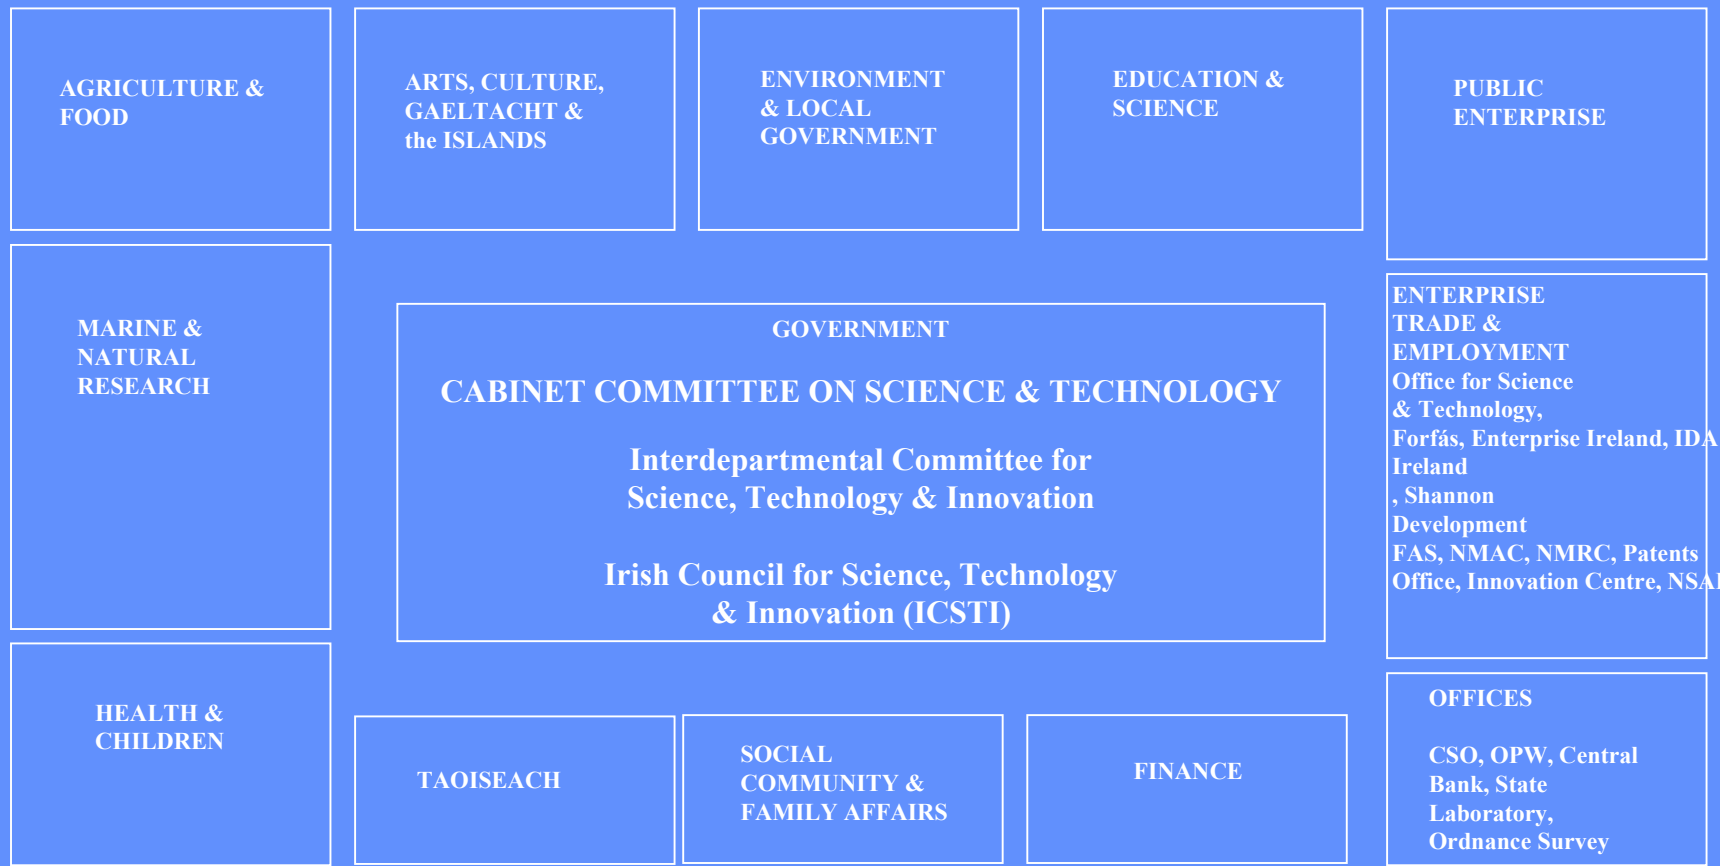 AGRICULTURE &
FOOD
ARTS, CULTURE,
GAELTACHT &
the ISLANDS
ENVIRONMENT
& LOCAL
GOVERNMENT
EDUCATION &
SCIENCE
PUBLIC
ENTERPRISE
MARINE &
NATURAL
RESEARCH
GOVERNMENT
CABINET COMMITTEE ON SCIENCE & TECHNOLOGY
Interdepartmental Committee for
Science, Technology & Innovation
Irish Council for Science, Technology
& Innovation (ICSTI)
ENTERPRISE
TRADE &
EMPLOYMENT
Office for Science
& Technology,
Forfás, Enterprise Ireland, IDA
Ireland
, Shannon
Development
FAS, NMAC, NMRC, Patents
Office, Innovation Centre,
HEALTH &
CHILDREN
TAOISEACH
SOCIAL
COMMUNITY &
FAMILY AFFAIRS
FINANCE
OFFICES
CSO, OPW, Central
Bank, State
Laboratory,
Ordnance Survey